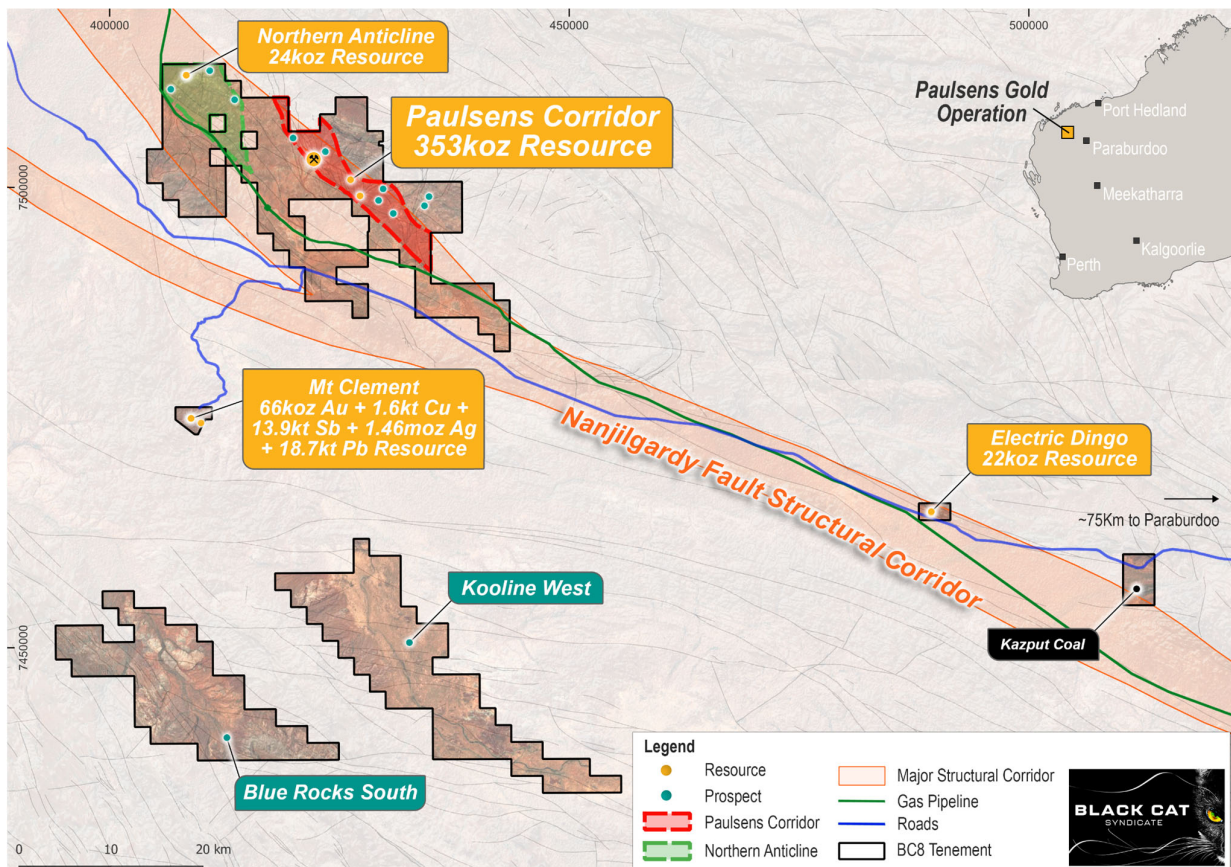 400000
450000
500000
Northern Anticline
24koz Resource
Paulsens Corridor
353koz Resource
Paulsens Gold
Operation
Port Hedland
Paraburdoo
Meekatharra
Kalgoorlie
Perth
7500000
Mt Clement
66koz Au + 1.6kt Cu +
13.9kt Sb + 1.46moz Ag
+ 18.7kt Pb Resource
Nanjilgardy Fault Structural Corridor
Electric Dingo
22koz Resource
~75Km to Paraburdoo
Kooline West
Kazput Coal
7450000
Blue Rocks South
Legend
Resource
Prospect
Paulsens Corridor
Northern Anticline
Major Structural Corridor
Gas Pipeline
Roads
BC8 Tenement
BLACK CAT
SYNDICATE
0 10 20 km